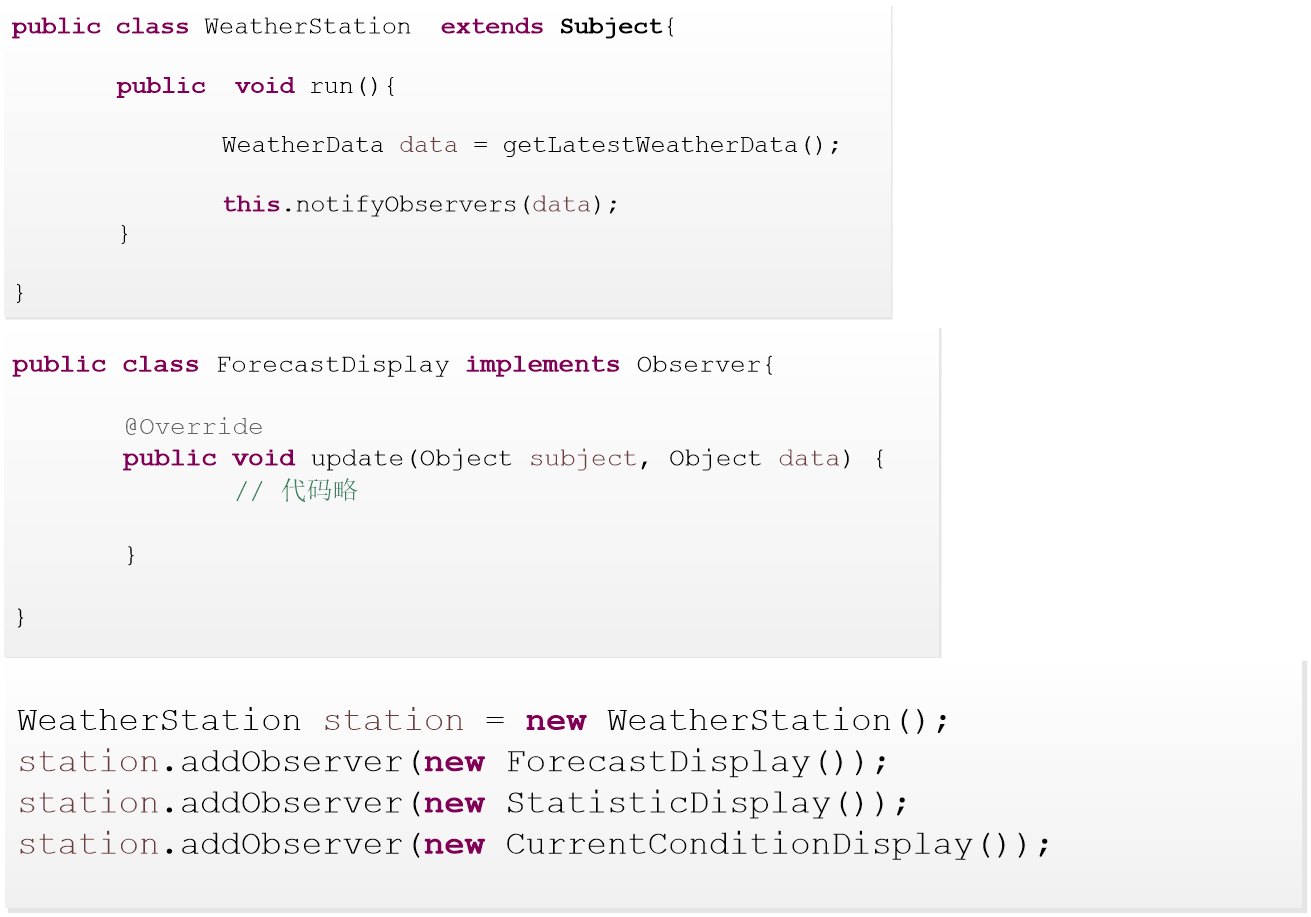 public class WeatherStation  extends Subject{
public  void run(){
WeatherData data = getLatestWeatherData();
this.notifyObservers(data);
}
}
public class ForecastDisplay implements Observer{
@Override
public void update(Object subject, Object data) {
// 代码略
}
}
WeatherStation station = new WeatherStation();
station.addObserver(new ForecastDisplay());
station.addObserver(new StatisticDisplay());
station.addObserver(new CurrentConditionDisplay());